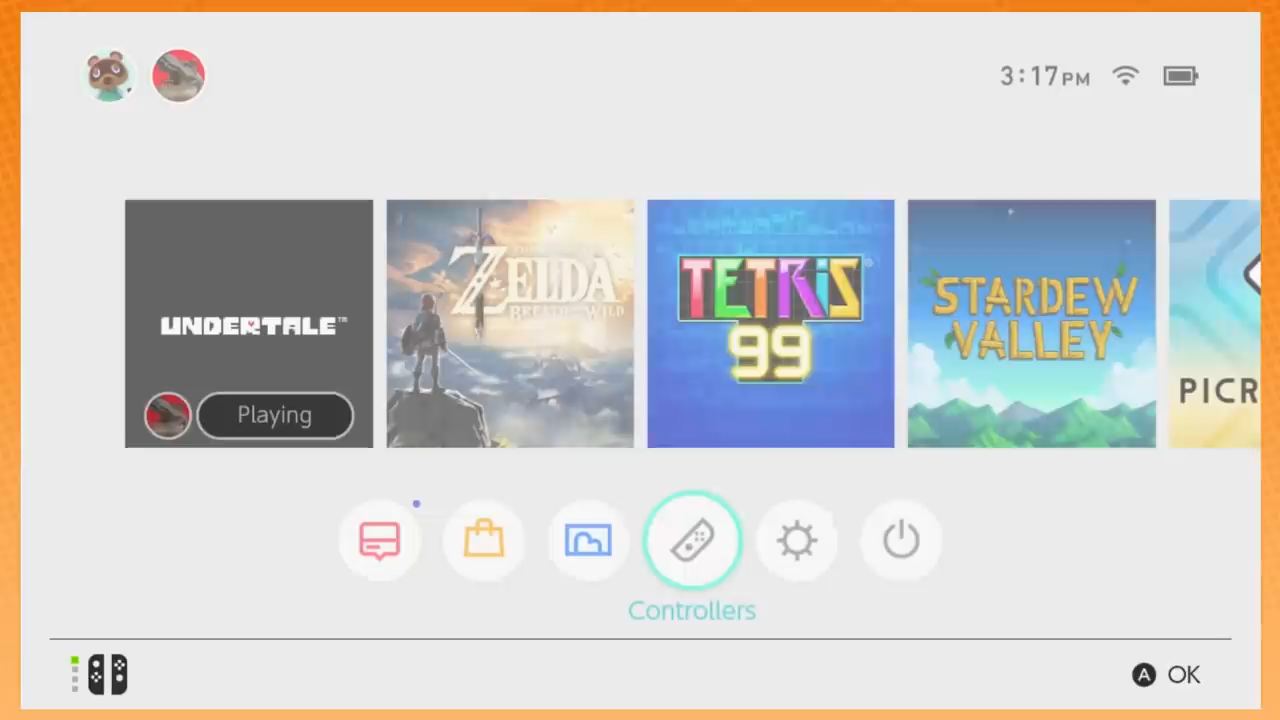 3:17PM
UNDERTALE™
Playing
ZELDA
BREATH OF THE WILD
TETRIS
99
STARDEW
VALLEY
PICR
Controllers
A OK